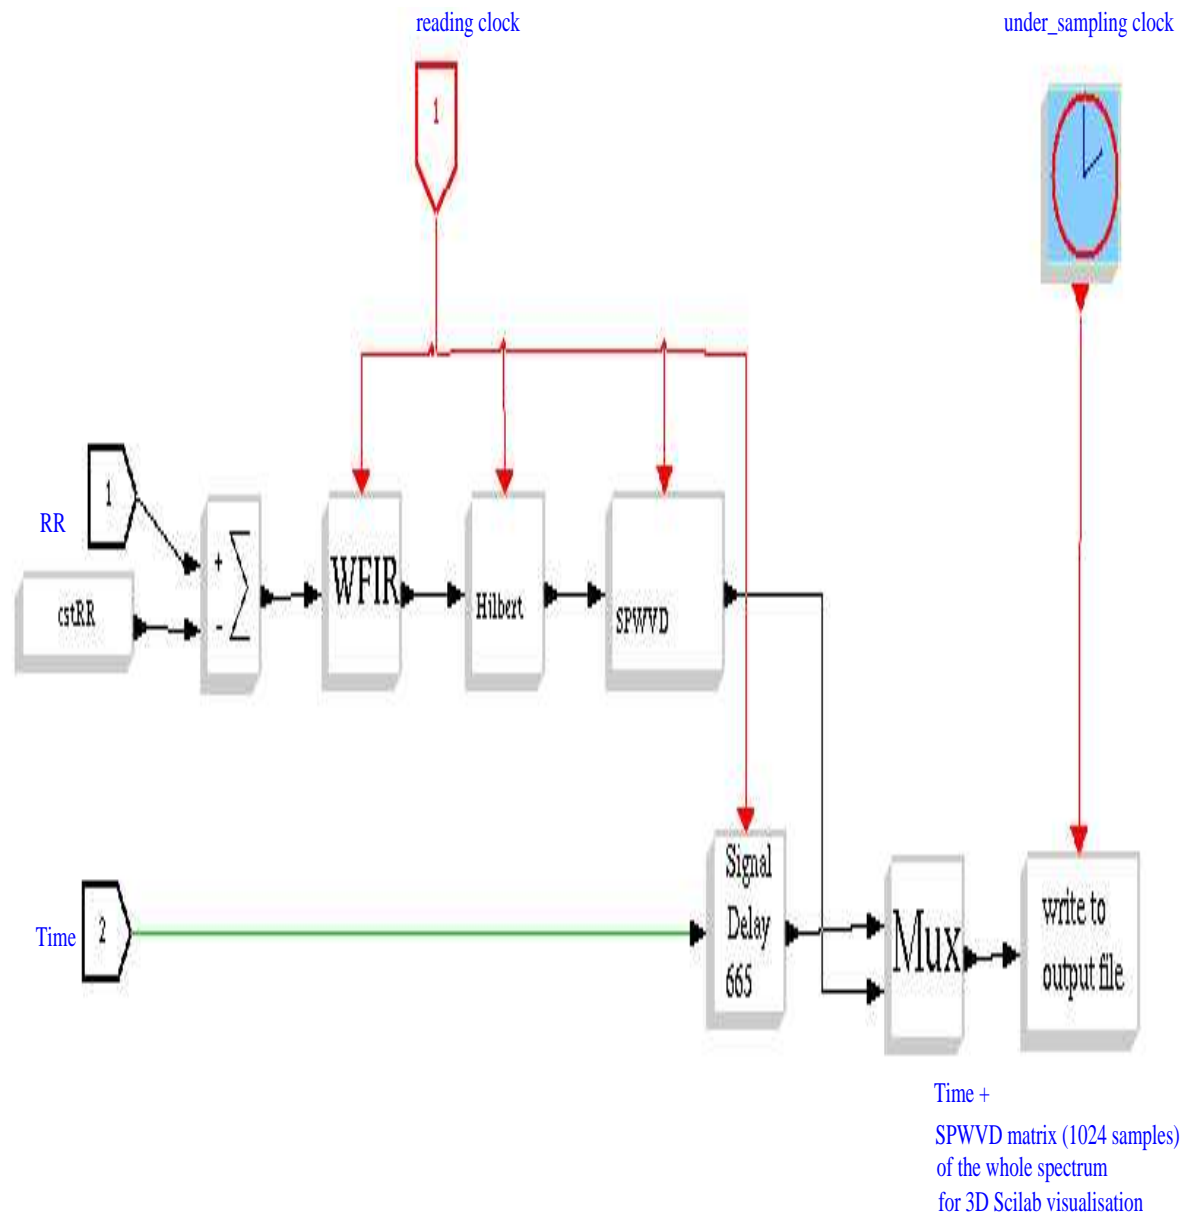 reading clock
under_sampling clock
1
1
RR
+
-
Σ
cstRR
WFIR
Hilbert
SPWVD
Time
2
Signal
Delay
665
Mux
write to
output file
Time +
SPWVD matrix (1024 samples)
of the whole spectrum
for 3D Scilab visualisation